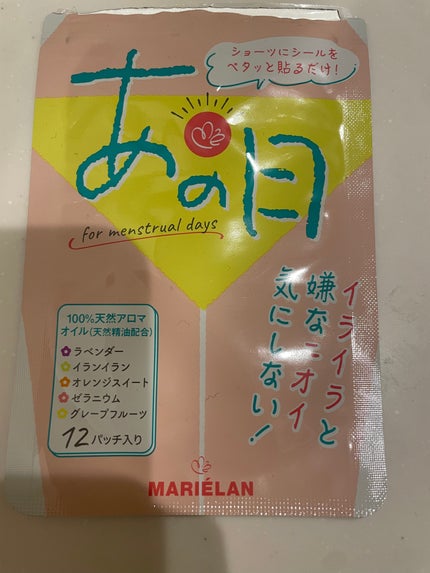 ショーツにシールを
ペタッと貼るだけ!
あの日
for menstrual days
イライラと
嫌なニオイ
気にしない!
100%天然アロマ
オイル(天然精油配合)
ラベンダー
イランイラン
オレンジスイート
ゼラニウム
グレープフルーツ
12パッチ入り
MARIÉLAN